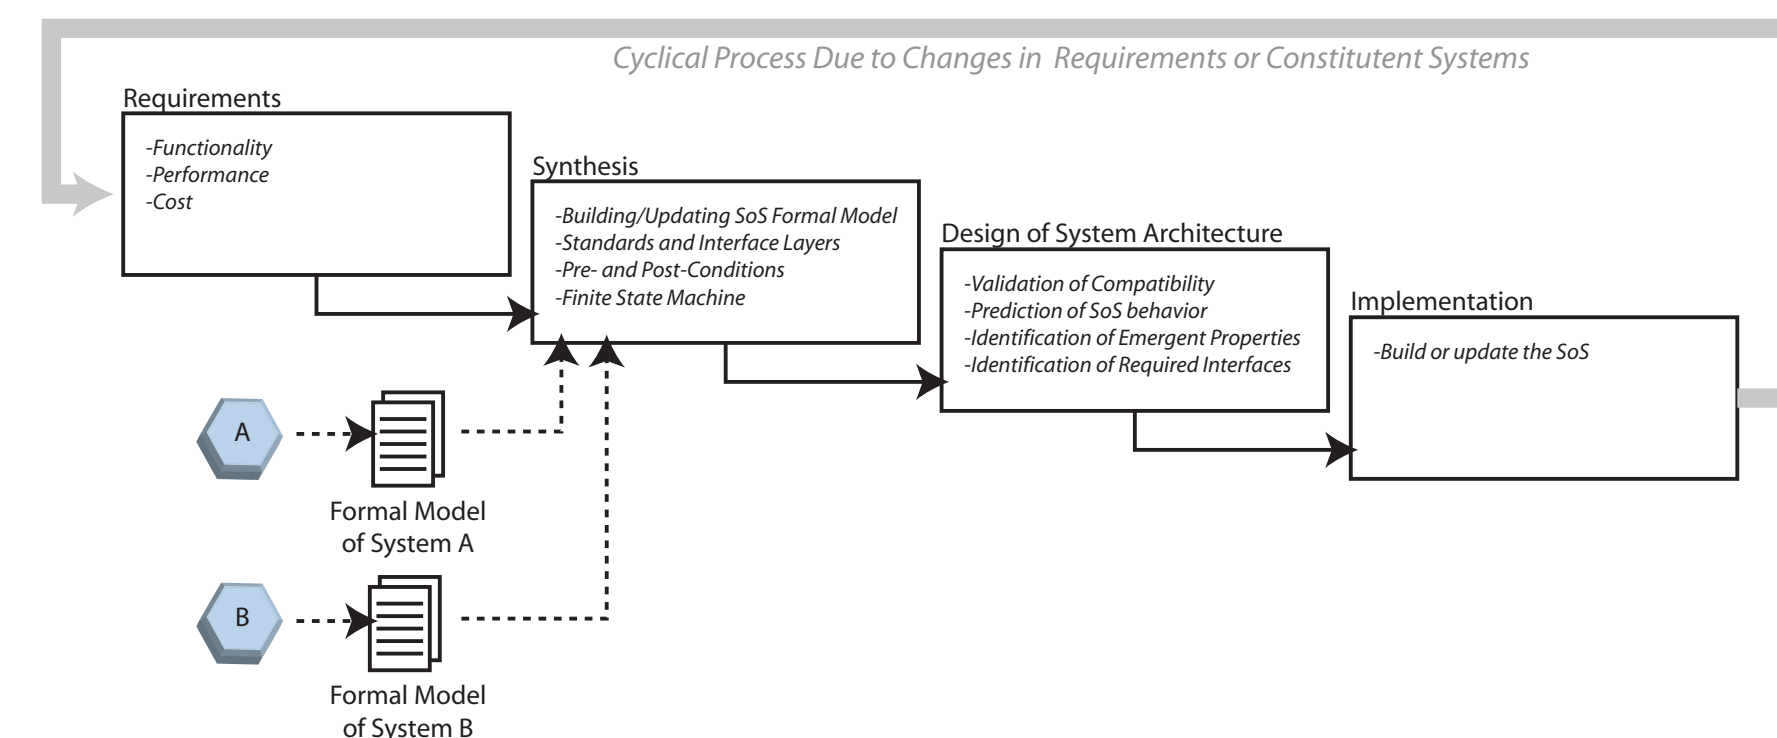 Cyclical Process Due to Changes in Requirements or Constitutent Systems
Requirements
-Functionality
-Performance
-Cost
Synthesis
-Building/Updating SoS Formal Model
-Standards and Interface Layers
-Pre- and Post-Conditions
-Finite State Machine
Design of System Architecture
-Validation of Compatibility
-Prediction of SoS behavior
-Identification of Emergent Properties
-Identification of Required Interfaces
Implementation
-Build or update the SoS
A
Formal Model
of System A
B
Formal Model
of System B